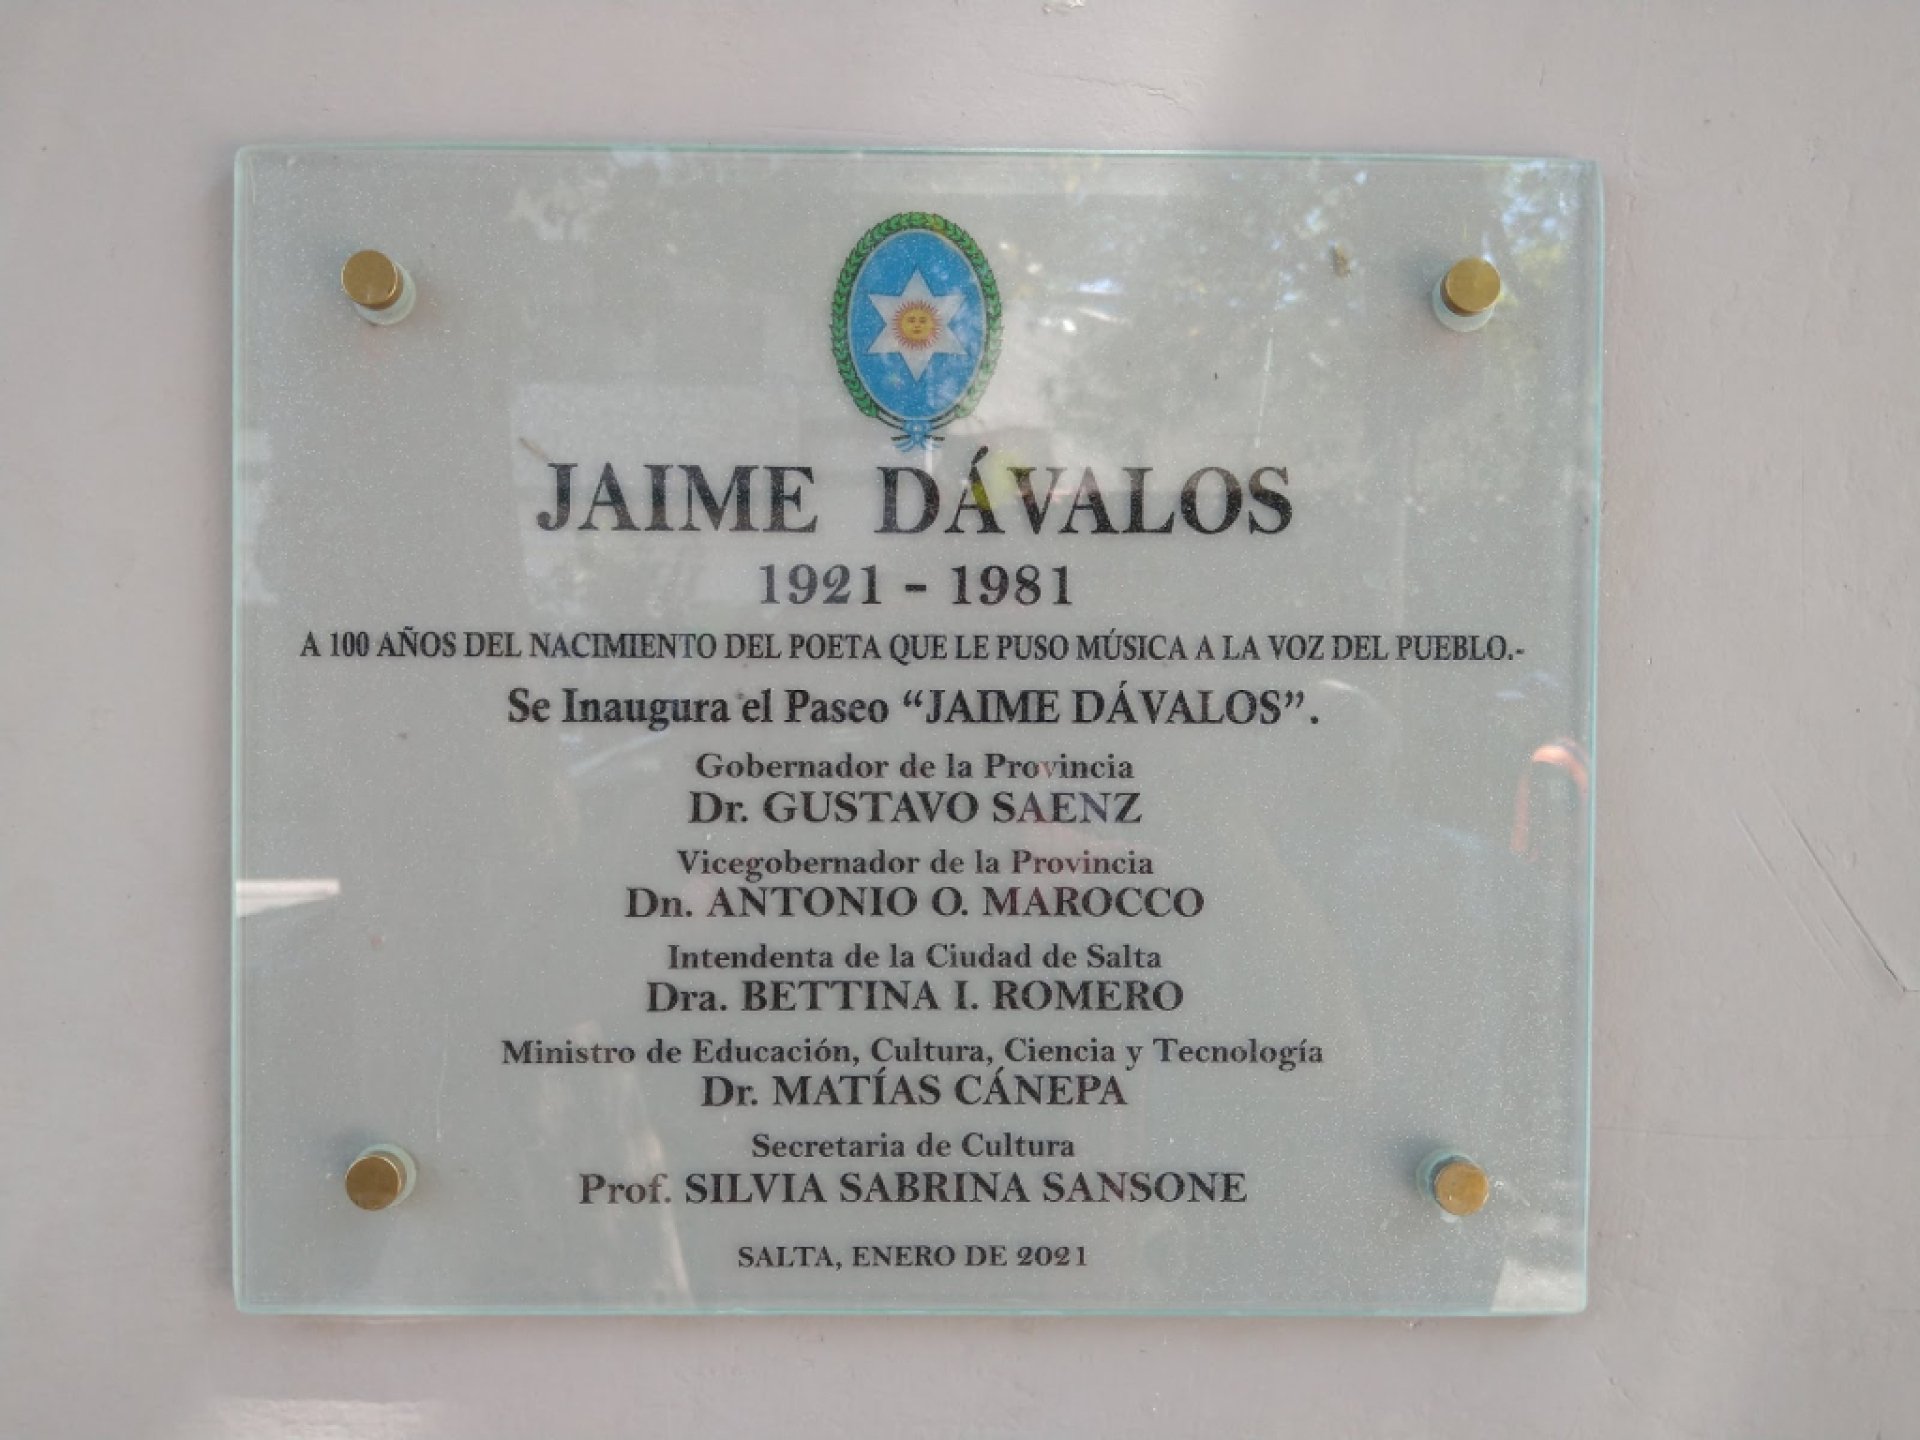 JAIME DÁVALOS
1921 - 1981
A 100 AÑOS DEL NACIMIENTO DEL POETA QUE LE PUSO MÚSICA A LA VOZ DEL PUEBLO.-
Se Inaugura el Paseo “JAIME DÁVALOS”.
Gobernador de la Provincia
Dr. GUSTAVO SAENZ
Vicegobernador de la Provincia
Dn. ANTONIO O. MAROCCO
Intendenta de la Ciudad de Salta
Dra. BETTINA I. ROMERO
Ministro de Educación, Cultura, Ciencia y Tecnología
Dr. MATÍAS CÁNEPA
Secretaria de Cultura
Prof. SILVIA SABRINA SANSONE
SALTA, ENERO DE 2021